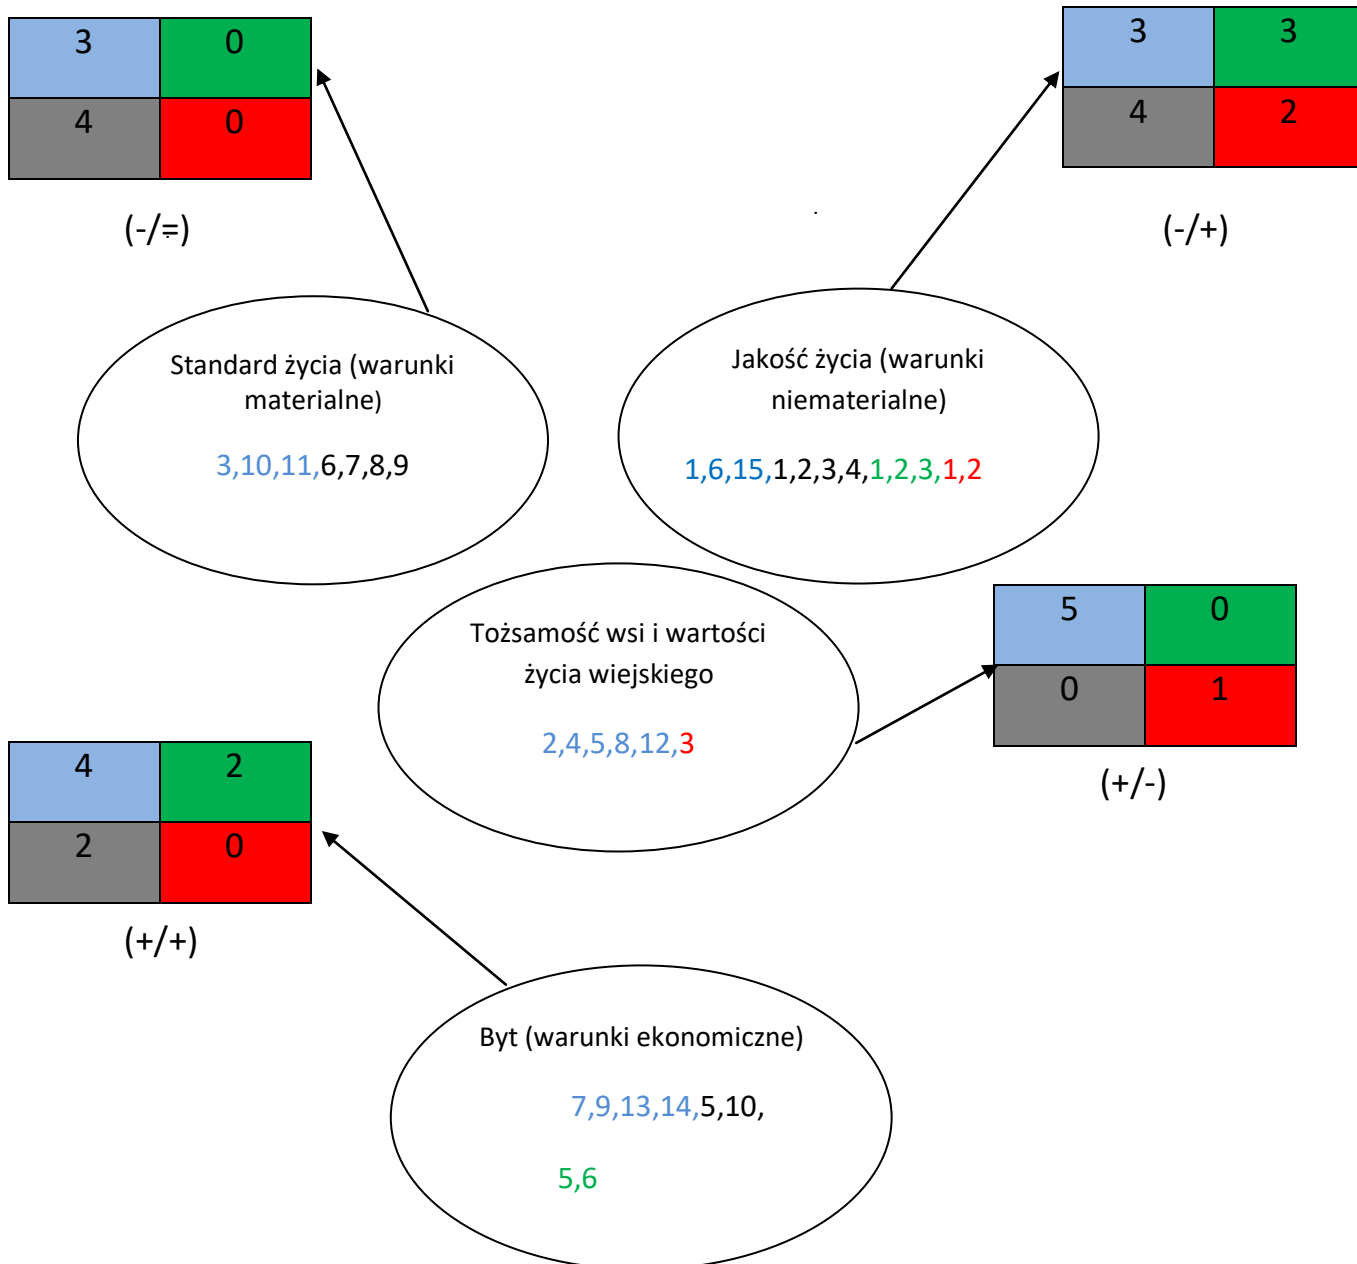 3 0
4 0
(-/=)
3 3
4 2
(-/+)
Standard życia (warunki
materialne)
3,10,11,6,7,8,9
Jakość życia (warunki
niematerialne)
1,6,15,1,2,3,4,1,2,3,1,2
Tożsamość wsi i wartości
życia wiejskiego
2,4,5,8,12,3
5 0
0 1
(+/-)
4 2
2 0
(+/+)
Byt (warunki ekonomiczne)
7,9,13,14,5,10,
5,6